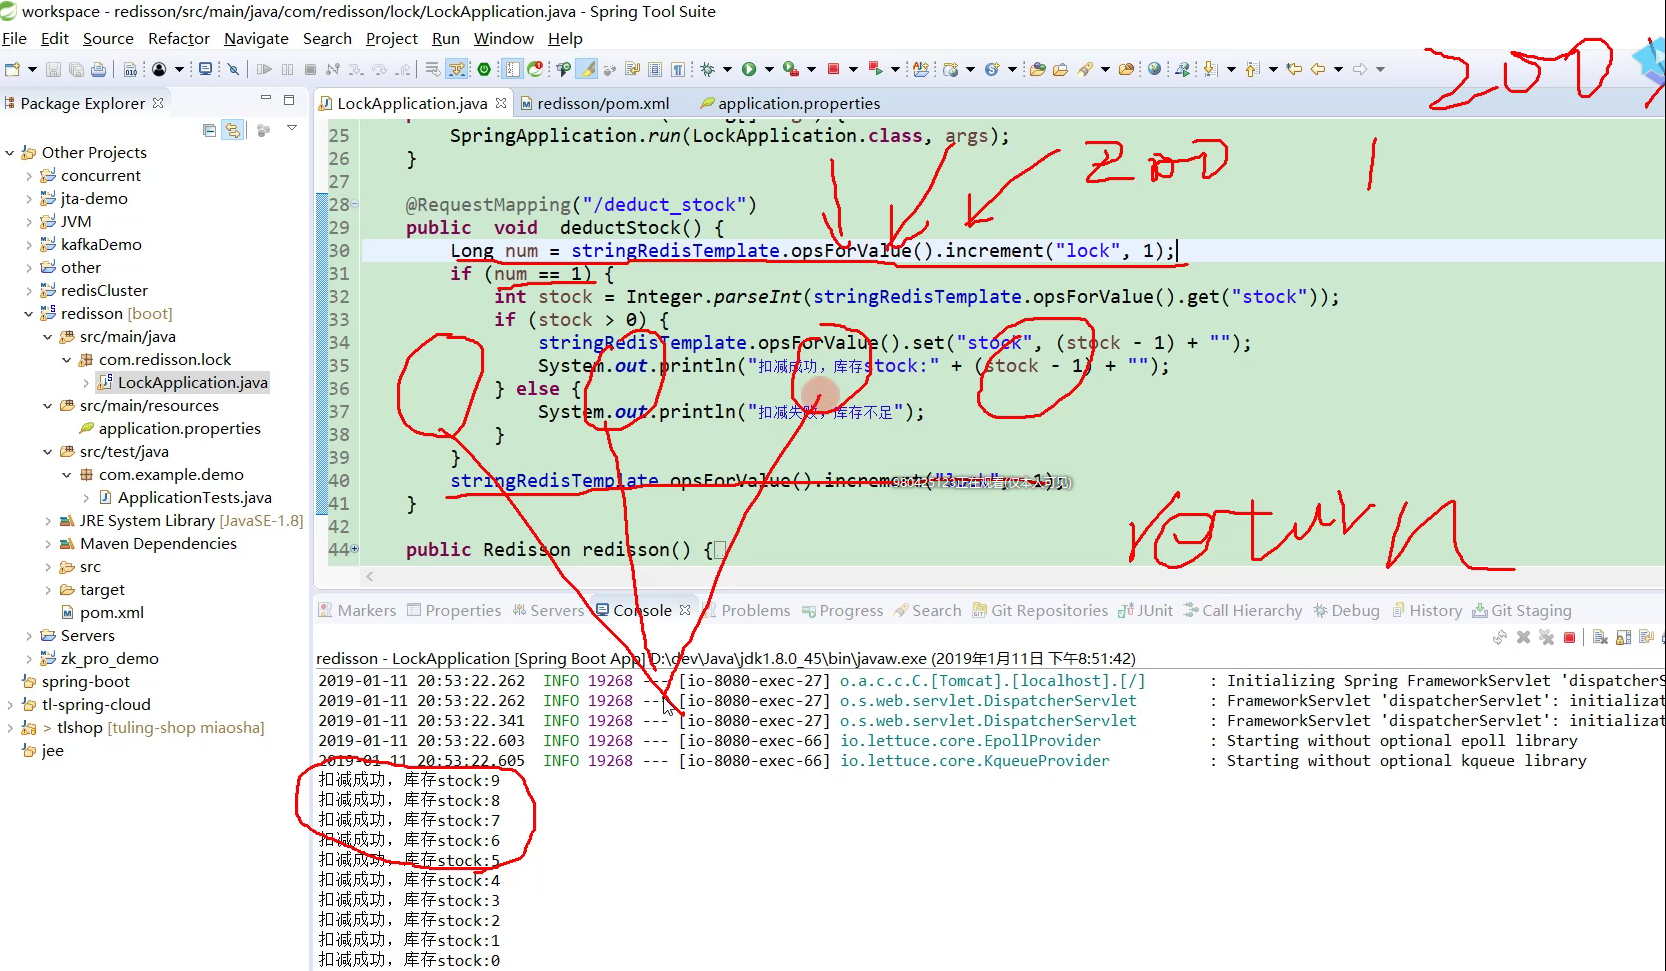 workspace - redisson/src/main/java/com/redisson/lock/LockApplication.java - Spring Tool Suite
File Edit Source Refactor Navigate Search Project Run Window Help
200
Package Explorer
LockApplication.java redisson/pom.xml application.properties
Other Projects
concurrent
jta-demo
JVM
kafkaDemo
other
redisCluster
redisson [boot]
src/main/java
com.redisson.lock
LockApplication.java
src/main/resources
application.properties
src/test/java
com.example.demo
ApplicationTests.java
JRE System Library [JavaSE-1.8]
Maven Dependencies
src
target
pom.xml
Servers
zk_pro_demo
spring-boot
tl-spring-cloud
> tlshop [tuling-shop miaosha]
jee
25 SpringApplication.run(LockApplication.class, args);
26 }
27
200 1
28 @RequestMapping("/deduct_stock")
29 public void deductStock() {
30 Long num = stringRedisTemplate.opsForValue().increment("lock", 1);
31 if (num == 1) {
32 int stock = Integer.parseInt(stringRedisTemplate.opsForValue().get("stock"));
33 if (stock > 0) {
34 stringRedisTemplate.opsForValue().set("stock", (stock - 1) + "");
35 System.out.println("扣减成功，库存stock:" + (stock - 1) + "");
36 } else {
37 System.out.println("扣减失败，库存不足");
38 }
39 }
40 stringRedisTemplate.opsForValue().increment(
41 }
42
return
44 public Redisson redisson() {
Markers Properties Servers Console Problems Progress Search Git Repositories JUnit Call Hierarchy Debug History Git Staging
redisson - LockApplication [Spring Boot App] D:\dev\Java\jdk1.8.0_45\bin\javaw.exe (2019年1月11日 下午8:51:42)
2019-01-11 20:53:22.262 INFO 19268 --- [io-8080-exec-27] o.a.c.c.C.[Tomcat].[localhost].[/] : Initializing Spring FrameworkServlet 'dispatcherS
2019-01-11 20:53:22.262 INFO 19268 --- [io-8080-exec-27] o.s.web.servlet.DispatcherServlet : FrameworkServlet 'dispatcherServlet': initializat
2019-01-11 20:53:22.341 INFO 19268 --- [io-8080-exec-27] o.s.web.servlet.DispatcherServlet : FrameworkServlet 'dispatcherServlet': initializat
2019-01-11 20:53:22.603 INFO 19268 --- [io-8080-exec-66] io.lettuce.core.EpollProvider : Starting without optional epoll library
2019-01-11 20:53:22.605 INFO 19268 --- [io-8080-exec-66] io.lettuce.core.KqueueProvider : Starting without optional kqueue library
扣减成功，库存stock:9
扣减成功，库存stock:8
扣减成功，库存stock:7
扣减成功，库存stock:6
扣减成功，库存stock:5
扣减成功，库存stock:4
扣减成功，库存stock:3
扣减成功，库存stock:2
扣减成功，库存stock:1
扣减成功，库存stock:0